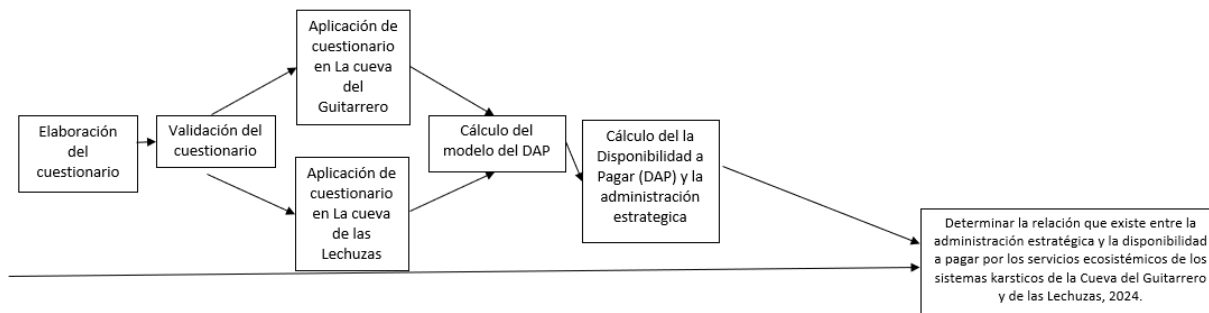 Elaboración
del
cuestionario
Validación del
cuestionario
Aplicación de
cuestionario
en La cueva
del
Guitarrero
Aplicación de
cuestionario
en La cueva
de las
Lechuzas
Cálculo del
modelo del DAP
Cálculo del la
Disponibilidad a
Pagar (DAP) y la
administración
estrategica
Determinar la relación que existe entre la
administración estratégica y la disponibilidad
a pagar por los servicios ecosistémicos de los
sistemas karsticos de la Cueva del Guitarrero
y de las Lechuzas, 2024.